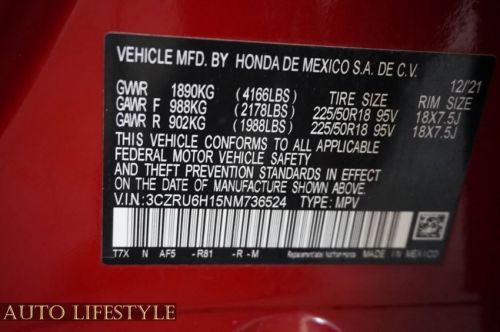 VEHICLE MFD. BY HONDA DE MEXICO S.A. DE C.V.
12/'21
GVWR 1890KG (4166LBS) TIRE SIZE RIM SIZE
GAWR F 988KG (2178LBS) 225/50R18 95V 18X7.5J
GAWR R 902KG (1988LBS) 225/50R18 95V 18X7.5J
THIS VEHICLE CONFORMS TO ALL APPLICABLE
FEDERAL MOTOR VEHICLE SAFETY
AND THEFT PREVENTION STANDARDS IN EFFECT
ON THE DATE OF MANUFACTURE SHOWN ABOVE.
V.I.N:3CZRU6H15NM736524 TYPE: MPV
T7X N AF5 -R81 -R-M MADE IN MEXICO
AUTO LIFESTYLE